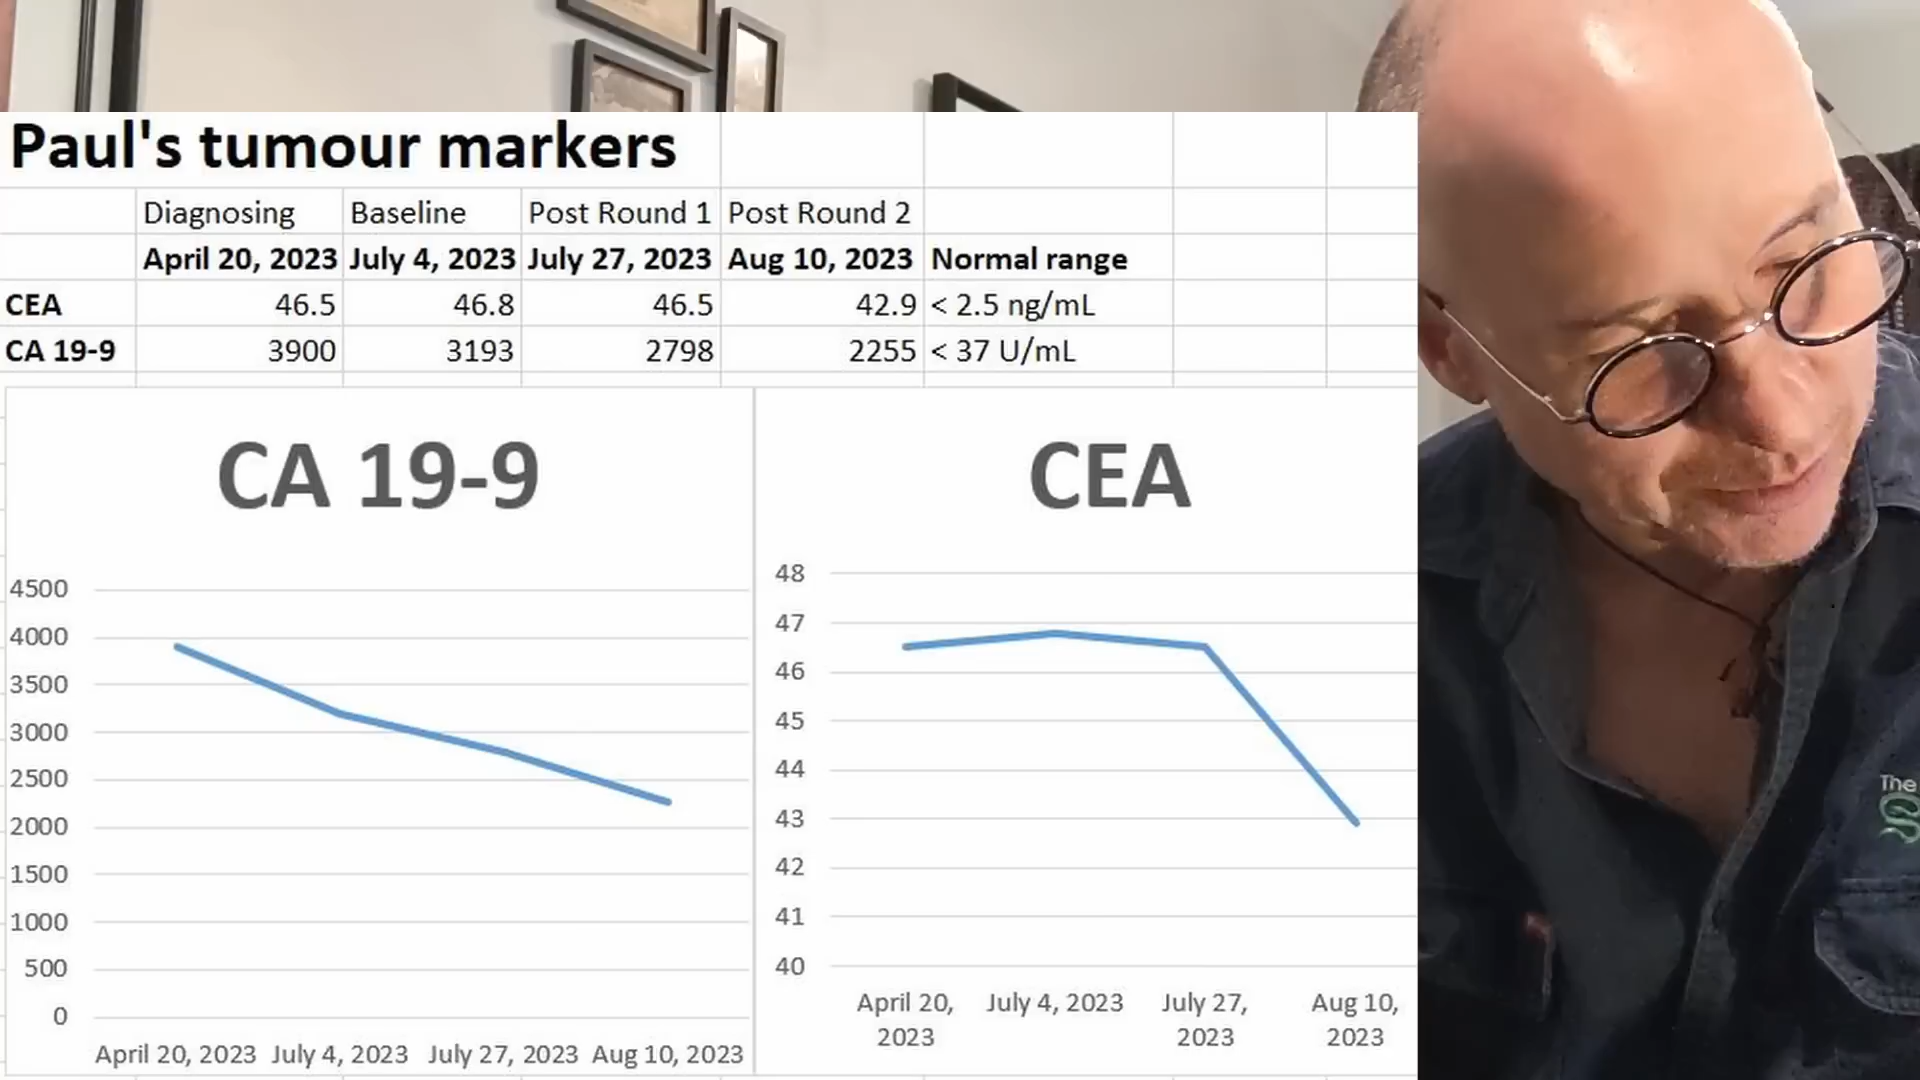 Paul's tumour markers
Diagnosing Baseline Post Round 1 Post Round 2
April 20, 2023 July 4, 2023 July 27, 2023 Aug 10, 2023 Normal range
CEA 46.5 46.8 46.5 42.9 < 2.5 ng/mL
CA 19-9 3900 3193 2798 2255 < 37 U/mL
CA 19-9
4500
4000
3500
3000
2500
2000
1500
1000
500
0
April 20, 2023 July 4, 2023 July 27, 2023 Aug 10, 2023
CEA
48
47
46
45
44
43
42
41
40
April 20, 2023 July 4, 2023 July 27, 2023 Aug 10, 2023
The